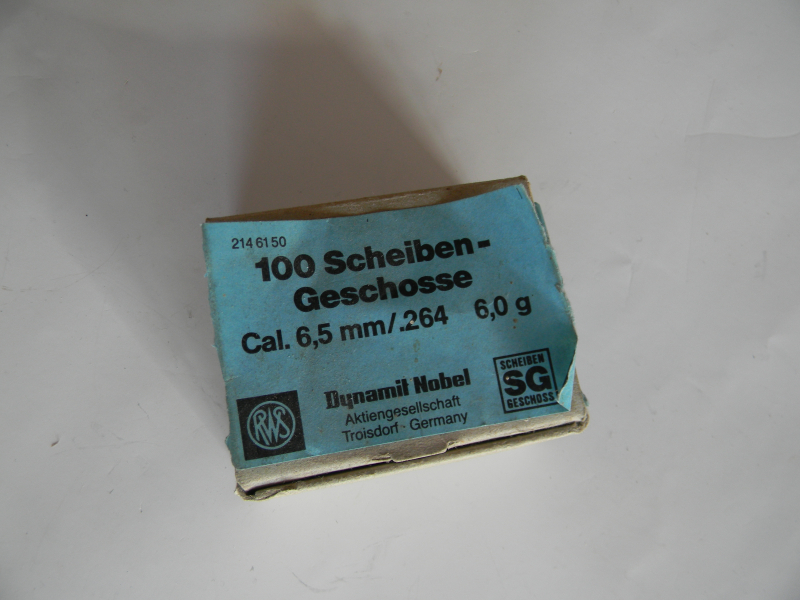 214 61 50
100 Scheiben-
Geschosse
Cal. 6,5 mm/.264 6,0 g
RWS
Dynamit Nobel
Aktiengesellschaft
Troisdorf - Germany
SCHEIBEN
SG
GESCHOSS